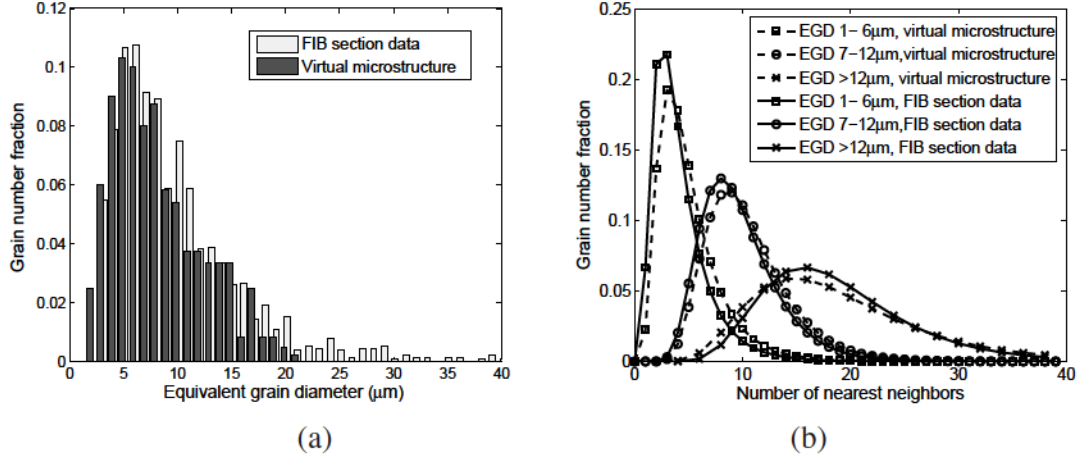 FIB section data
Virtual microstructure
Grain number fraction
0.12
0.1
0.08
0.06
0.04
0.02
0
0 5 10 15 20 25 30 35 40
Equivalent grain diameter (μm)
(a)
EGD 1− 6μm, virtual microstructure
EGD 7−12μm,virtual microstructure
EGD >12μm, virtual microstructure
EGD 1− 6μm, FIB section data
EGD 7−12μm,FIB section data
EGD >12μm, FIB section data
Grain number fraction
0.25
0.2
0.15
0.1
0.05
0
0 10 20 30 40
Number of nearest neighbors
(b)